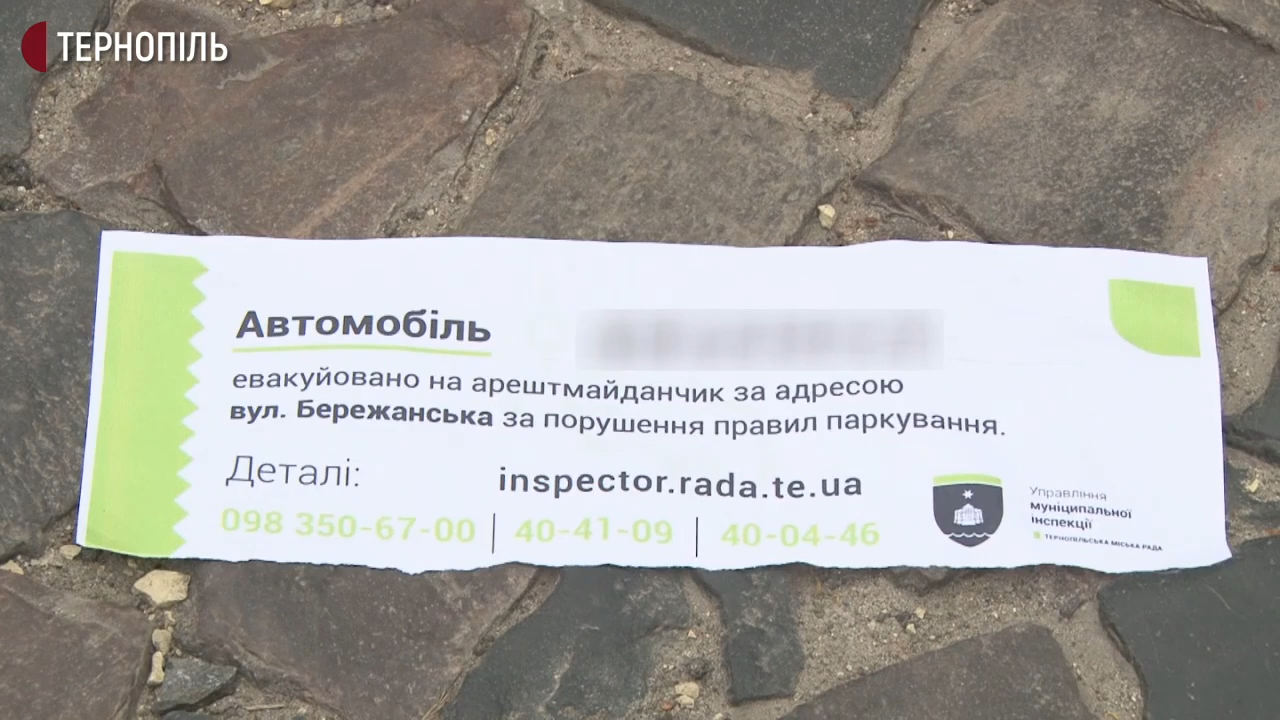 ТЕРНОПІЛЬ
Автомобіль
евакуйовано на арештмайданчик за адресою
вул. Бережанська за порушення правил паркування.
Деталі: inspector.rada.te.ua
098 350-67-00 | 40-41-09 | 40-04-46
Управління
муніципальної
інспекції
ТЕРНОПІЛЬСЬКА МІСЬКА РАДА